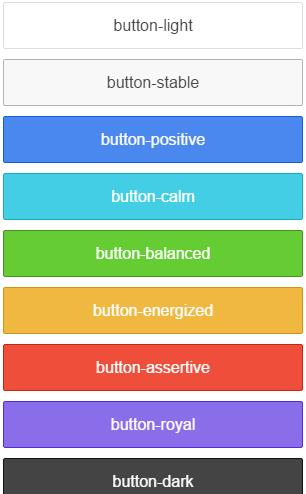 button-light
button-stable
button-positive
button-calm
button-balanced
button-energized
button-assertive
button-royal
button-dark